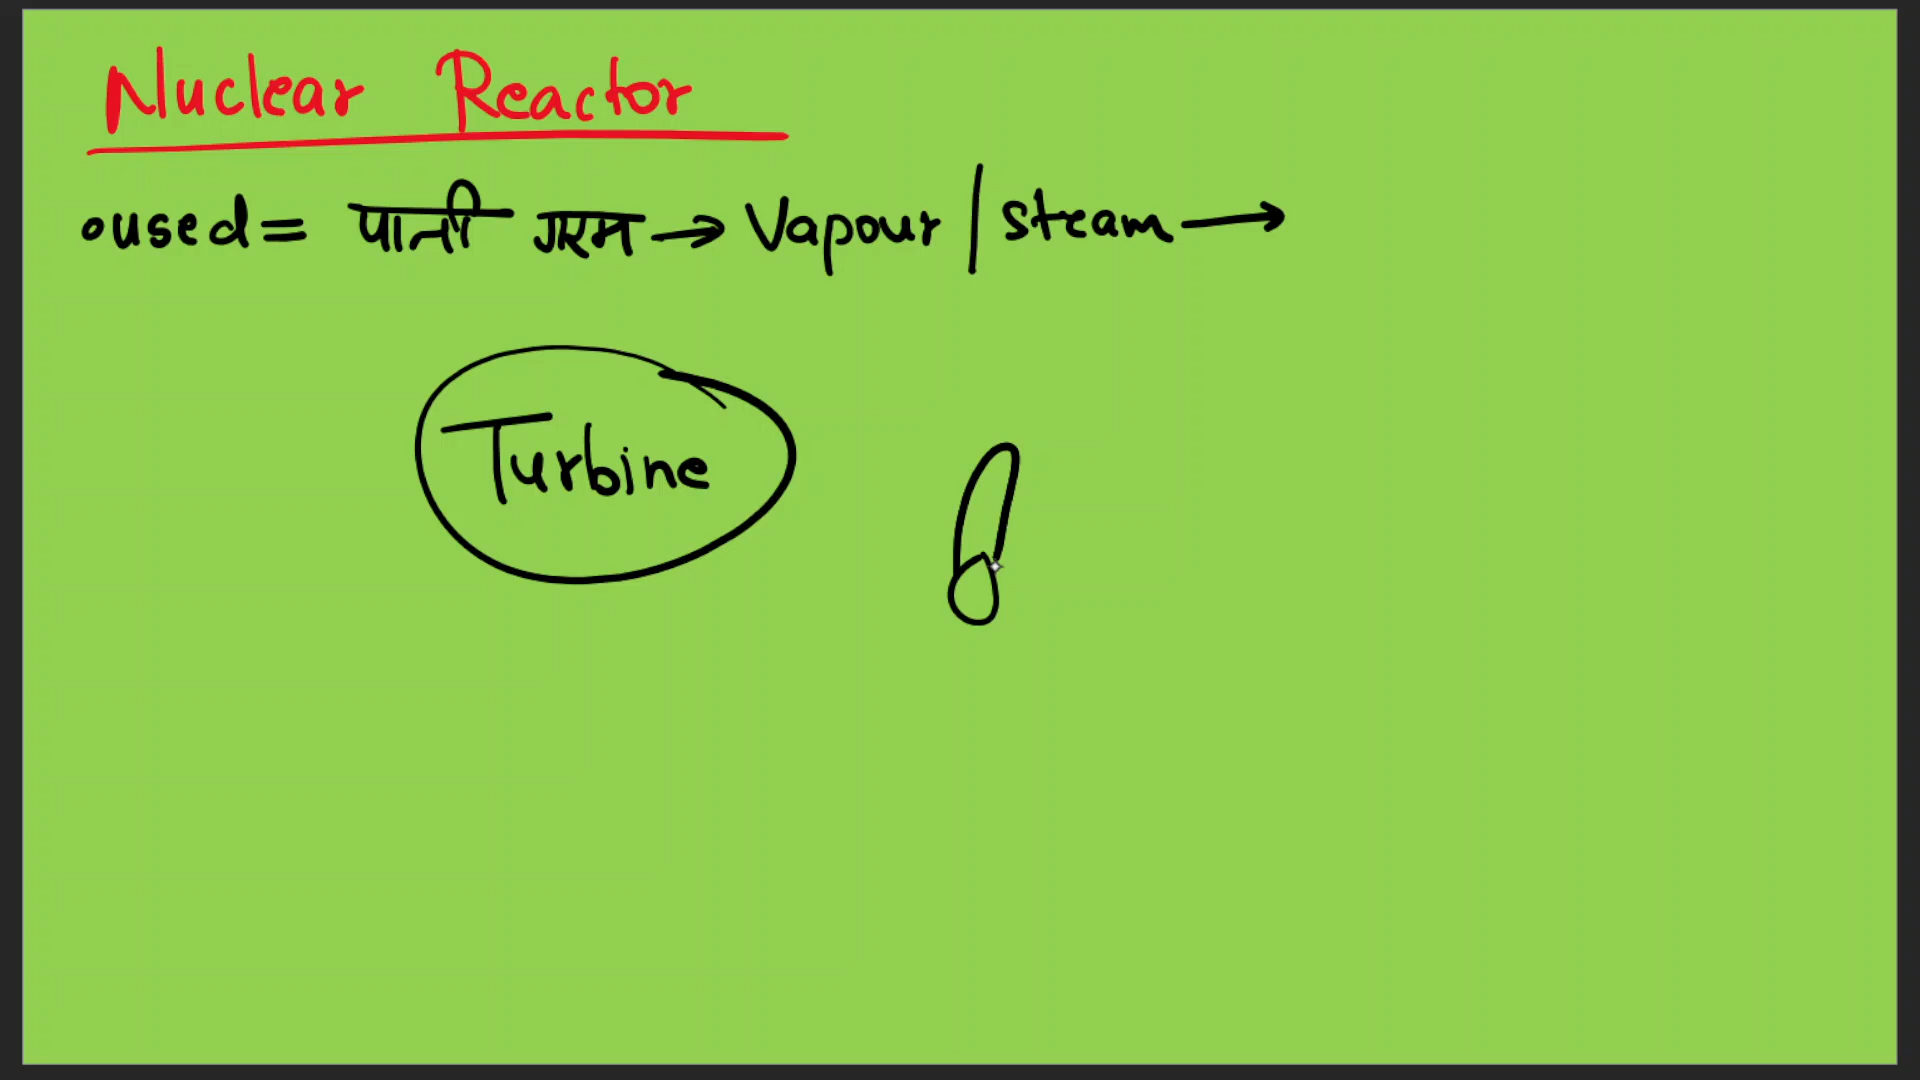 Nuclear Reactor
oused = पानी गरम → Vapour / steam →
Turbine